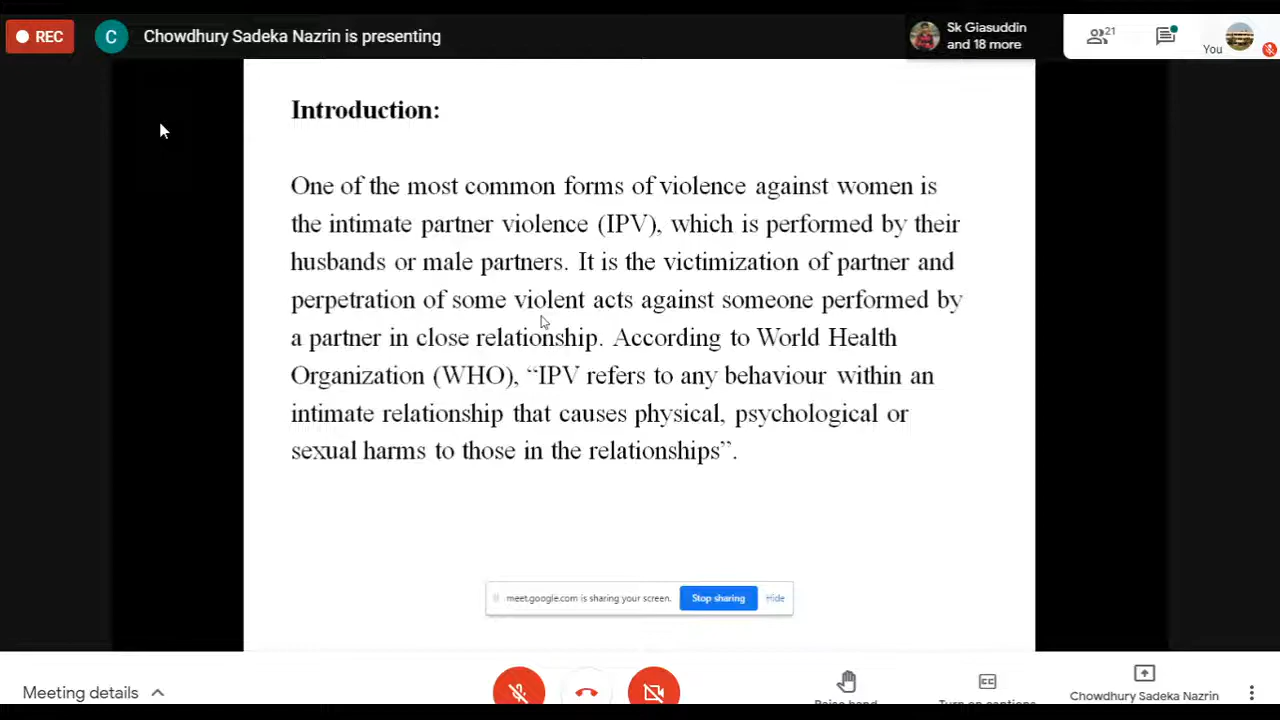 REC
C
Chowdhury Sadeka Nazrin is presenting
Sk Giasuddin
and 18 more
21
You
Introduction:
One of the most common forms of violence against women is
the intimate partner violence (IPV), which is performed by their
husbands or male partners. It is the victimization of partner and
perpetration of some violent acts against someone performed by
a partner in close relationship. According to World Health
Organization (WHO), “IPV refers to any behaviour within an
intimate relationship that causes physical, psychological or
sexual harms to those in the relationships”.
meet.google.com is sharing your screen.
Stop sharing
Hide
Meeting details
Raise hand
Turn on captions
Chowdhury Sadeka Nazrin